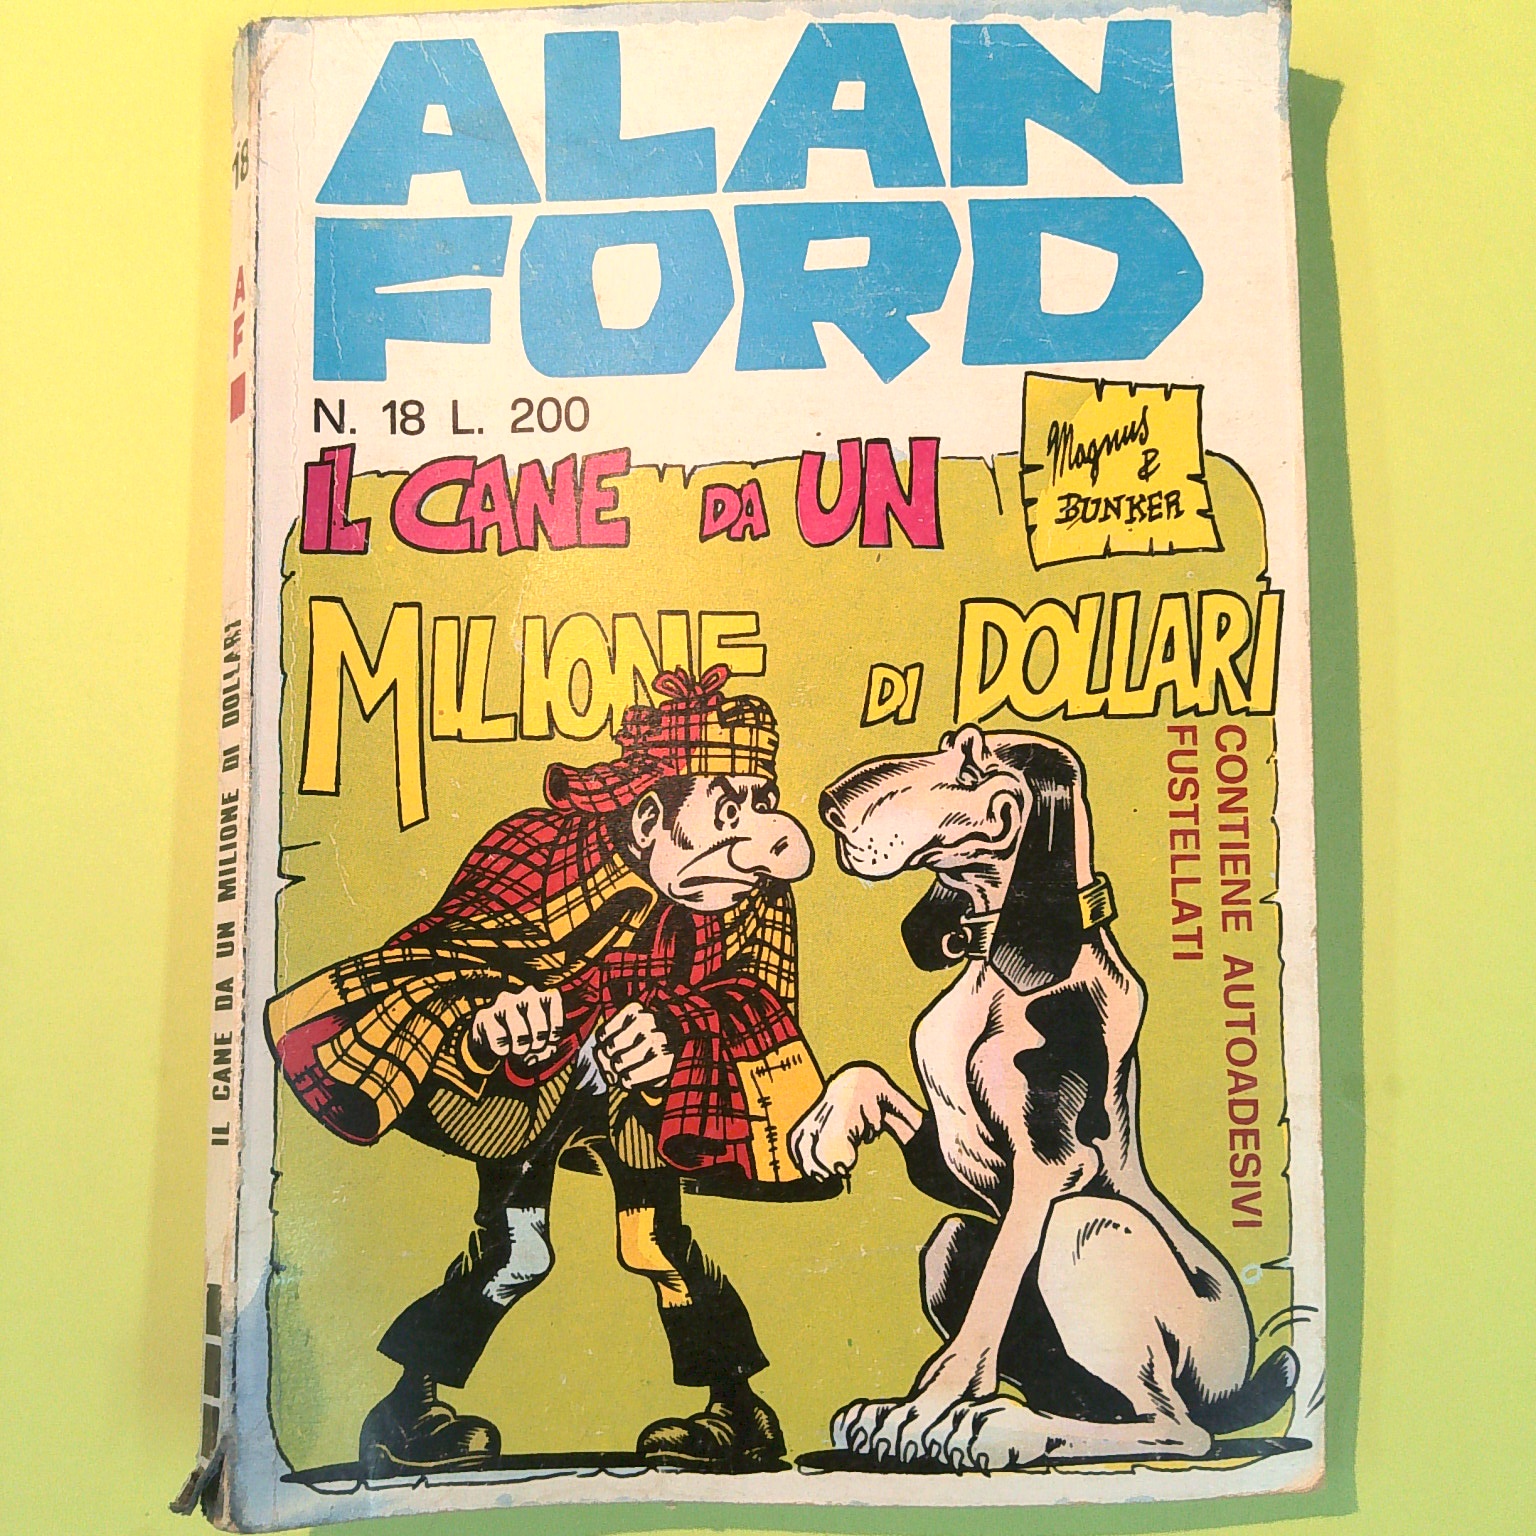 ALAN
FORD
N. 18 L. 200
Magnus
&
BUNKER
IL CANE DA UN
MILIONE DI DOLLARI
CONTIENE AUTOADESIVI
FUSTELLATI
18
AF
IL CANE DA UN MILIONE DI DOLLARI